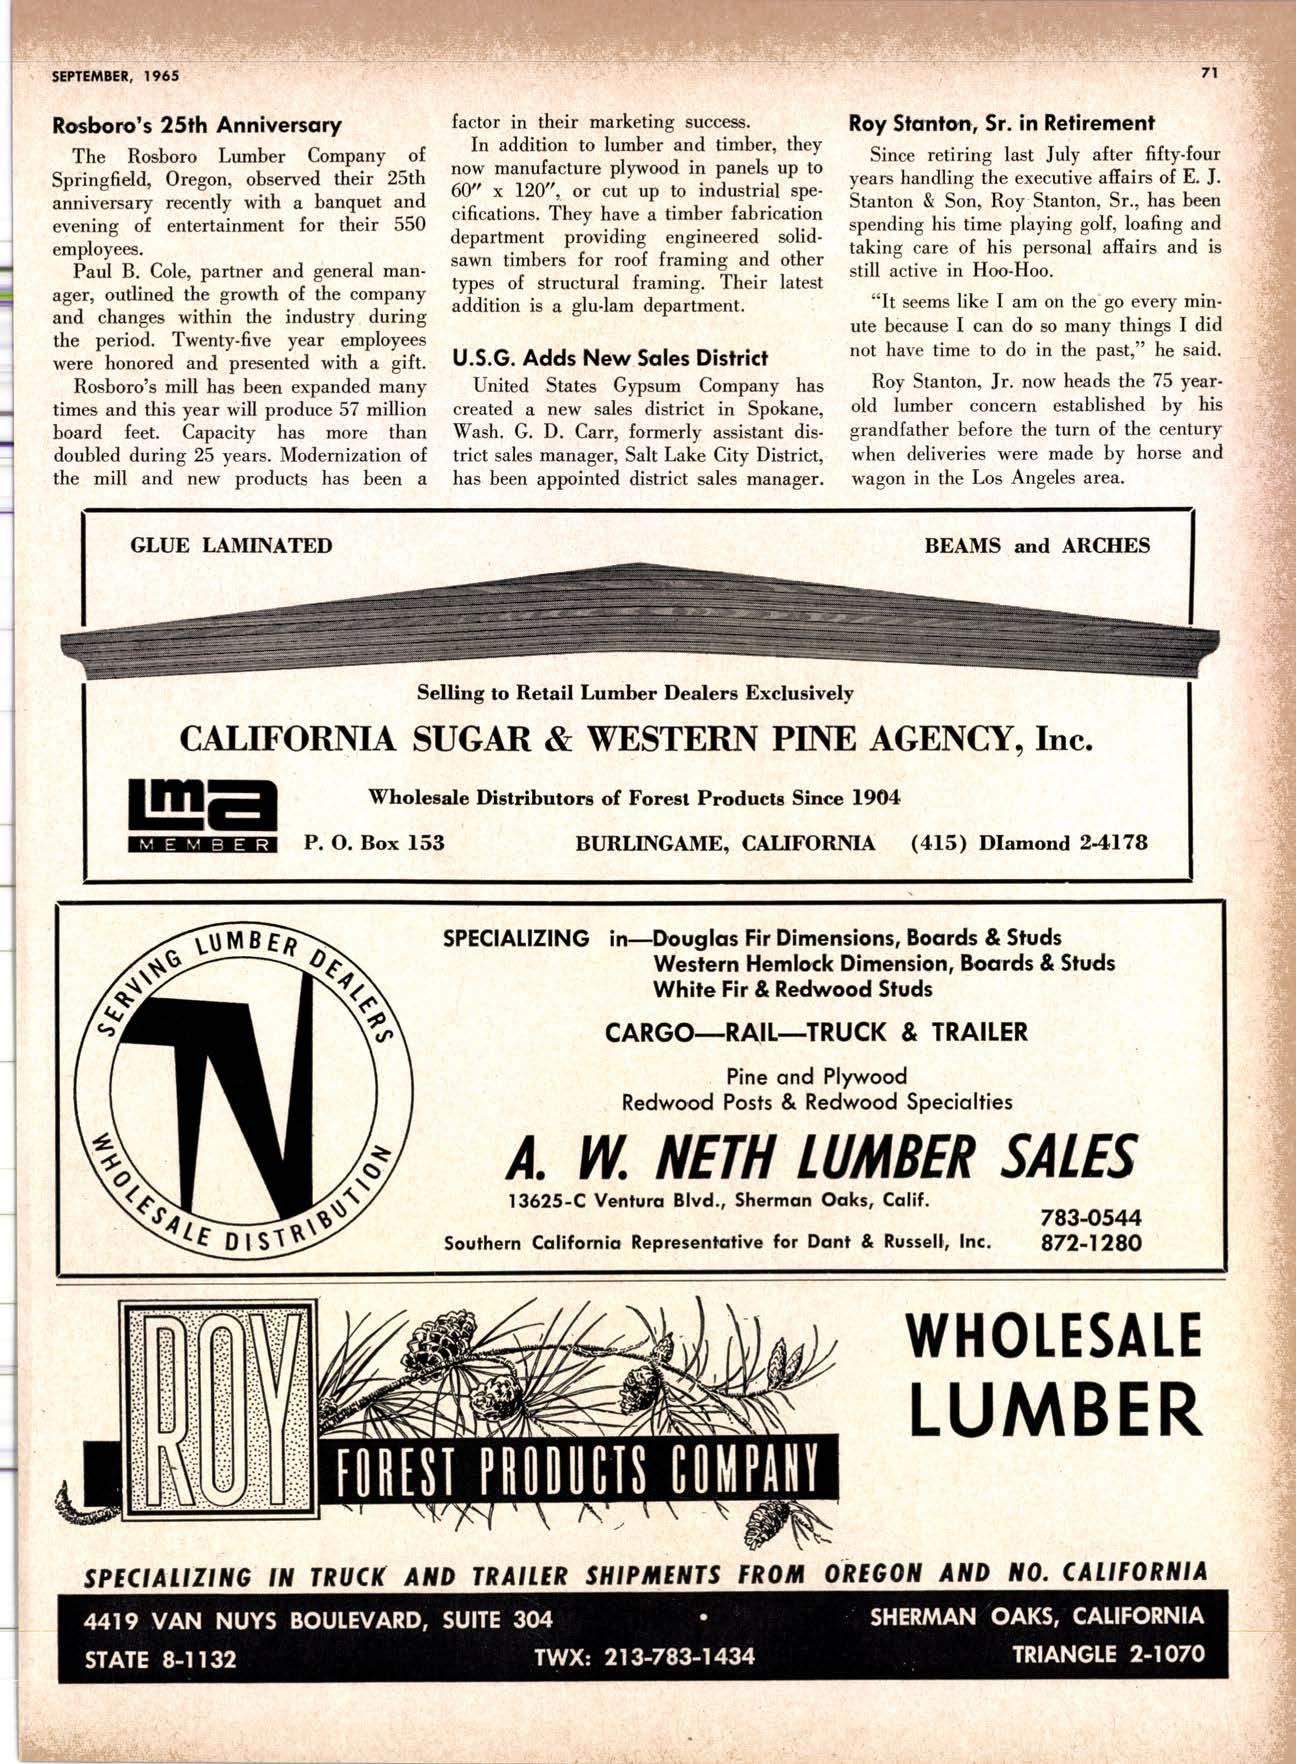 SEPTEMBER, 1965
71
Rosboro's 25th Anniversary
The Rosboro Lumber Company of
Springfield, Oregon, observed their 25th
anniversary recently with a banquet and
evening of entertainment for their 550
employees.
Paul B. Cole, partner and general man-
ager, outlined the growth of the company
and changes within the industry during
the period. Twenty-five year employees
were honored and presented with a gift.
Rosboro's mill has been expanded many
times and this year will produce 57 million
board feet. Capacity has more than
doubled during 25 years. Modernization of
the mill and new products has been a
factor in their marketing success.
In addition to lumber and timber, they
now manufacture plywood in panels up to
60″ x 120″, or cut up to industrial spe-
cifications. They have a timber fabrication
department providing engineered solid-
sawn timbers for roof framing and other
types of structural framing. Their latest
addition is a glu-lam department.
U.S.G. Adds New Sales District
United States Gypsum Company has
created a new sales district in Spokane,
Wash. G. D. Carr, formerly assistant dis-
trict sales manager, Salt Lake City District,
has been appointed district sales manager.
Roy Stanton, Sr. in Retirement
Since retiring last July after fifty-four
years handling the executive affairs of E. J.
Stanton & Son, Roy Stanton, Sr., has been
spending his time playing golf, loafing and
taking care of his personal affairs and is
still active in Hoo-Hoo.
"It seems like I am on the go every min-
ute because I can do so many things I did
not have time to do in the past," he said.
Roy Stanton, Jr. now heads the 75 year-
old lumber concern established by his
grandfather before the turn of the century
when deliveries were made by horse and
wagon in the Los Angeles area.
GLUE LAMINATED
BEAMS and ARCHES
Selling to Retail Lumber Dealers Exclusively
CALIFORNIA SUGAR & WESTERN PINE AGENCY, Inc.
lma
MEMBER
Wholesale Distributors of Forest Products Since 1904
P. O. Box 153 BURLINGAME, CALIFORNIA (415) DIamond 2-4178
SERVING LUMBER DEALERS
WHOLESALE DISTRIBUTION
N
SPECIALIZING in—Douglas Fir Dimensions, Boards & Studs
Western Hemlock Dimension, Boards & Studs
White Fir & Redwood Studs
CARGO—RAIL—TRUCK & TRAILER
Pine and Plywood
Redwood Posts & Redwood Specialties
A. W. NETH LUMBER SALES
13625-C Ventura Blvd., Sherman Oaks, Calif.
783-0544
Southern California Representative for Dant & Russell, Inc. 872-1280
ROY
FOREST PRODUCTS COMPANY
WHOLESALE
LUMBER
SPECIALIZING IN TRUCK AND TRAILER SHIPMENTS FROM OREGON AND NO. CALIFORNIA
4419 VAN NUYS BOULEVARD, SUITE 304 • SHERMAN OAKS, CALIFORNIA
STATE 8-1132 TWX: 213-783-1434 TRIANGLE 2-1070